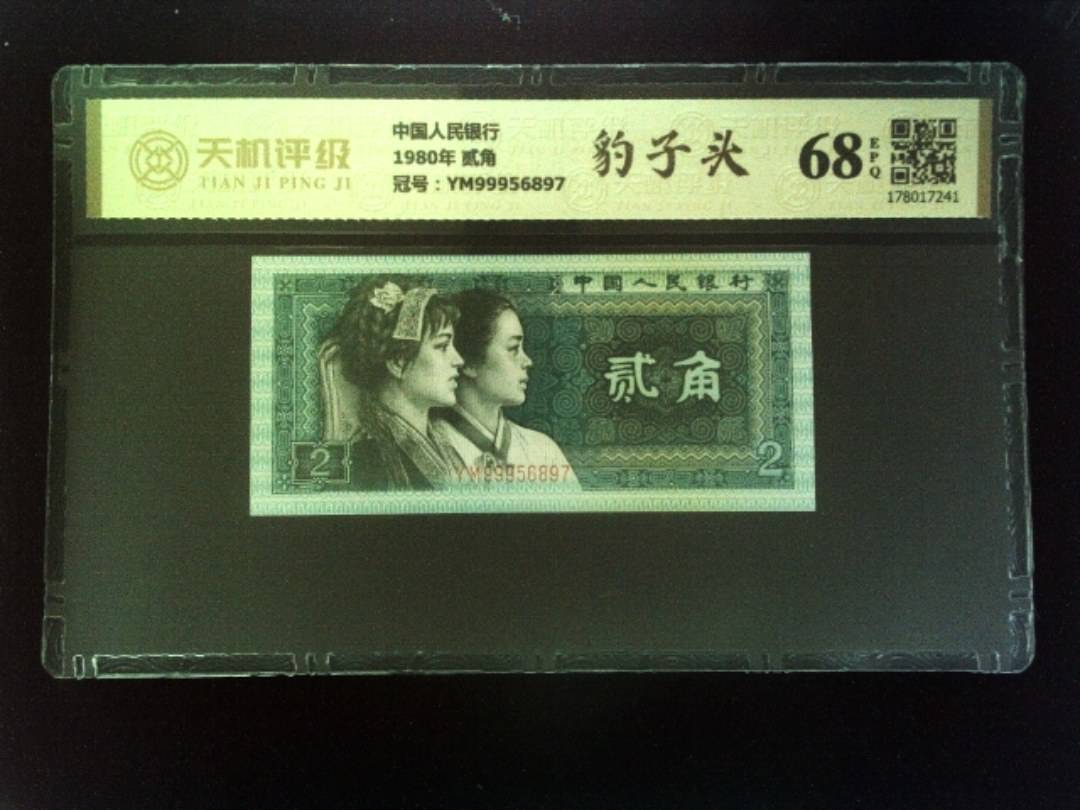 天机评级
TIAN JI PING JI
中国人民银行
1980年 贰角
冠号：YM99956897
豹子头
68
EPQ
178017241
中国人民银行
贰角
2
2
YM99956897